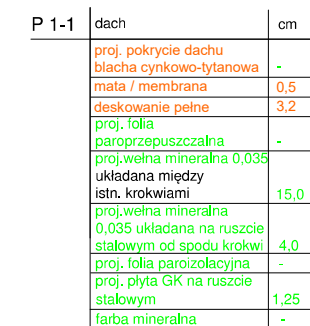 P 1-1 dach cm
proj. pokrycie dachu
blacha cynkowo-tytanowa -
mata / membrana 0,5
deskowanie pełne 3,2
proj. folia
paroprzepuszczalna -
proj.wełna mineralna 0,035
układana między
istn. krokwiami 15,0
proj.wełna mineralna
0,035 układana na ruszcie
stalowym od spodu krokwi 4,0
proj. folia paroizolacyjna -
proj. płyta GK na ruszcie
stalowym 1,25
farba mineralna -